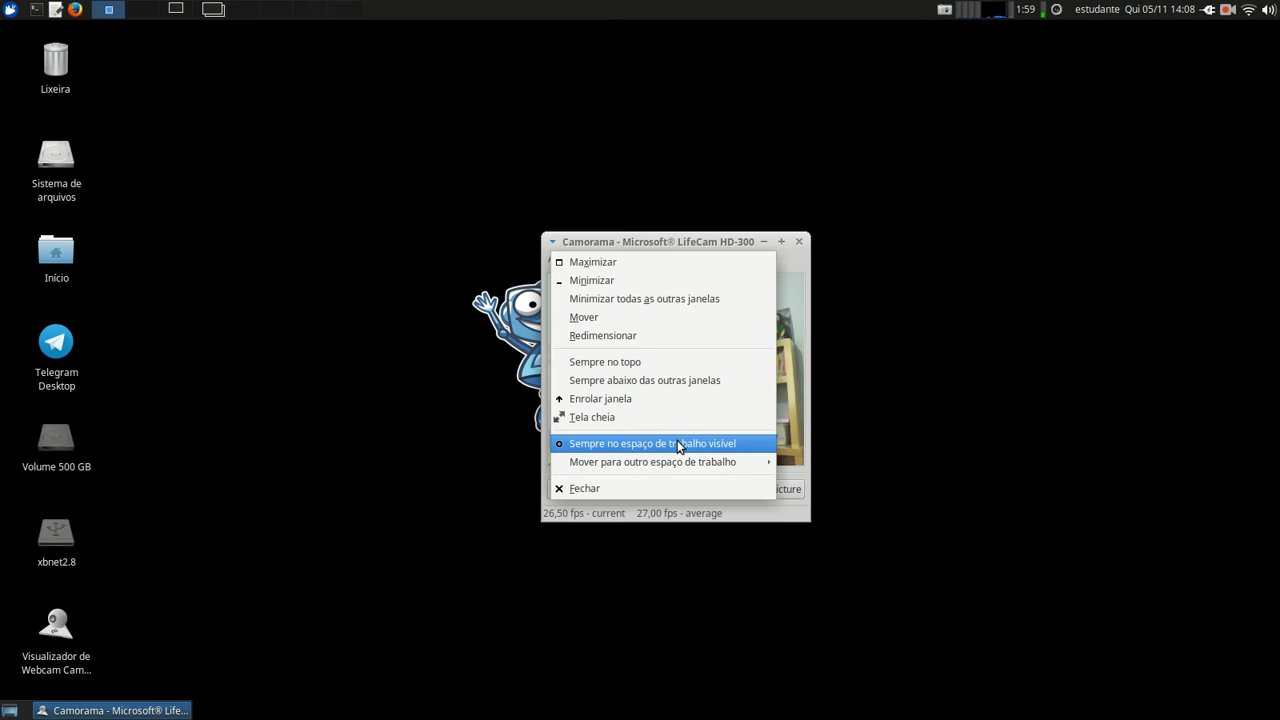 1:59
estudante Qui 05/11 14:08
Lixeira
Sistema de
arquivos
Início
Telegram
Desktop
Volume 500 GB
xbnet2.8
Visualizador de
Webcam Cam...
Camorama - Microsoft® LifeCam HD-300
Maximizar
Minimizar
Minimizar todas as outras janelas
Mover
Redimensionar
Sempre no topo
Sempre abaixo das outras janelas
Enrolar janela
Tela cheia
Sempre no espaço de trabalho visível
Mover para outro espaço de trabalho
Fechar
icture
26,50 fps - current 27,00 fps - average
Camorama - Microsoft® Life...